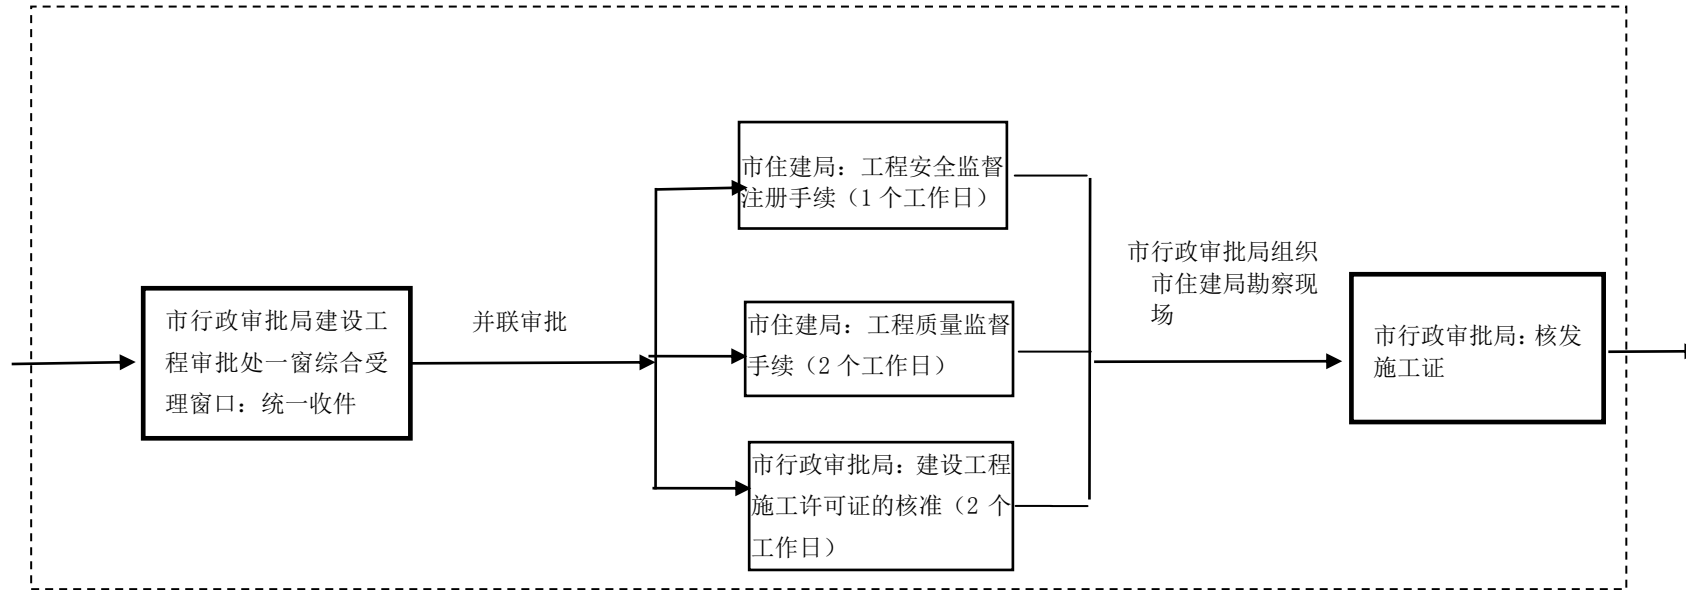 市行政审批局建设工
程审批处一窗综合受
理窗口：统一收件
并联审批
市住建局：工程安全监督
注册手续（1 个工作日）
市住建局：工程质量监督
手续（2 个工作日）
市行政审批局：建设工程
施工许可证的核准（2 个
工作日）
市行政审批局组织
市住建局勘察现
场
市行政审批局：核发
施工证